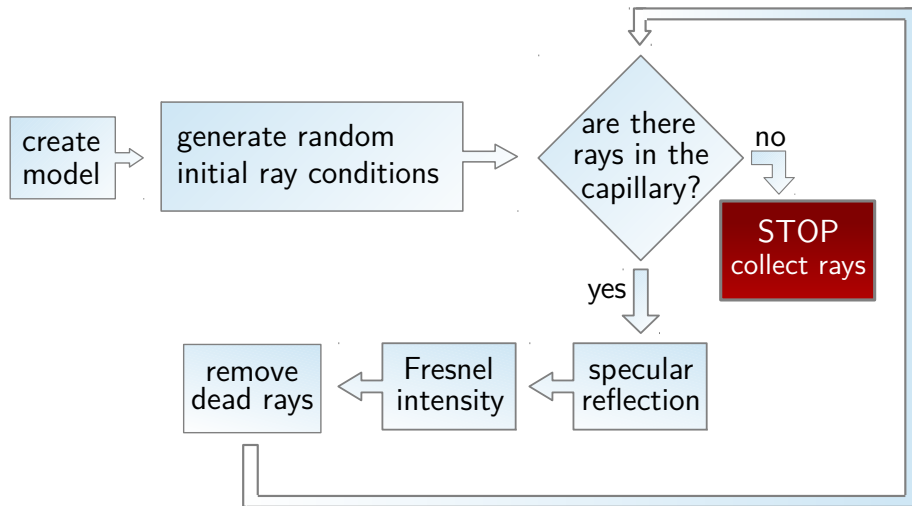 create
model
generate random
initial ray conditions
are there
rays in the
capillary?
no
STOP
collect rays
yes
specular
reflection
Fresnel
intensity
remove
dead rays